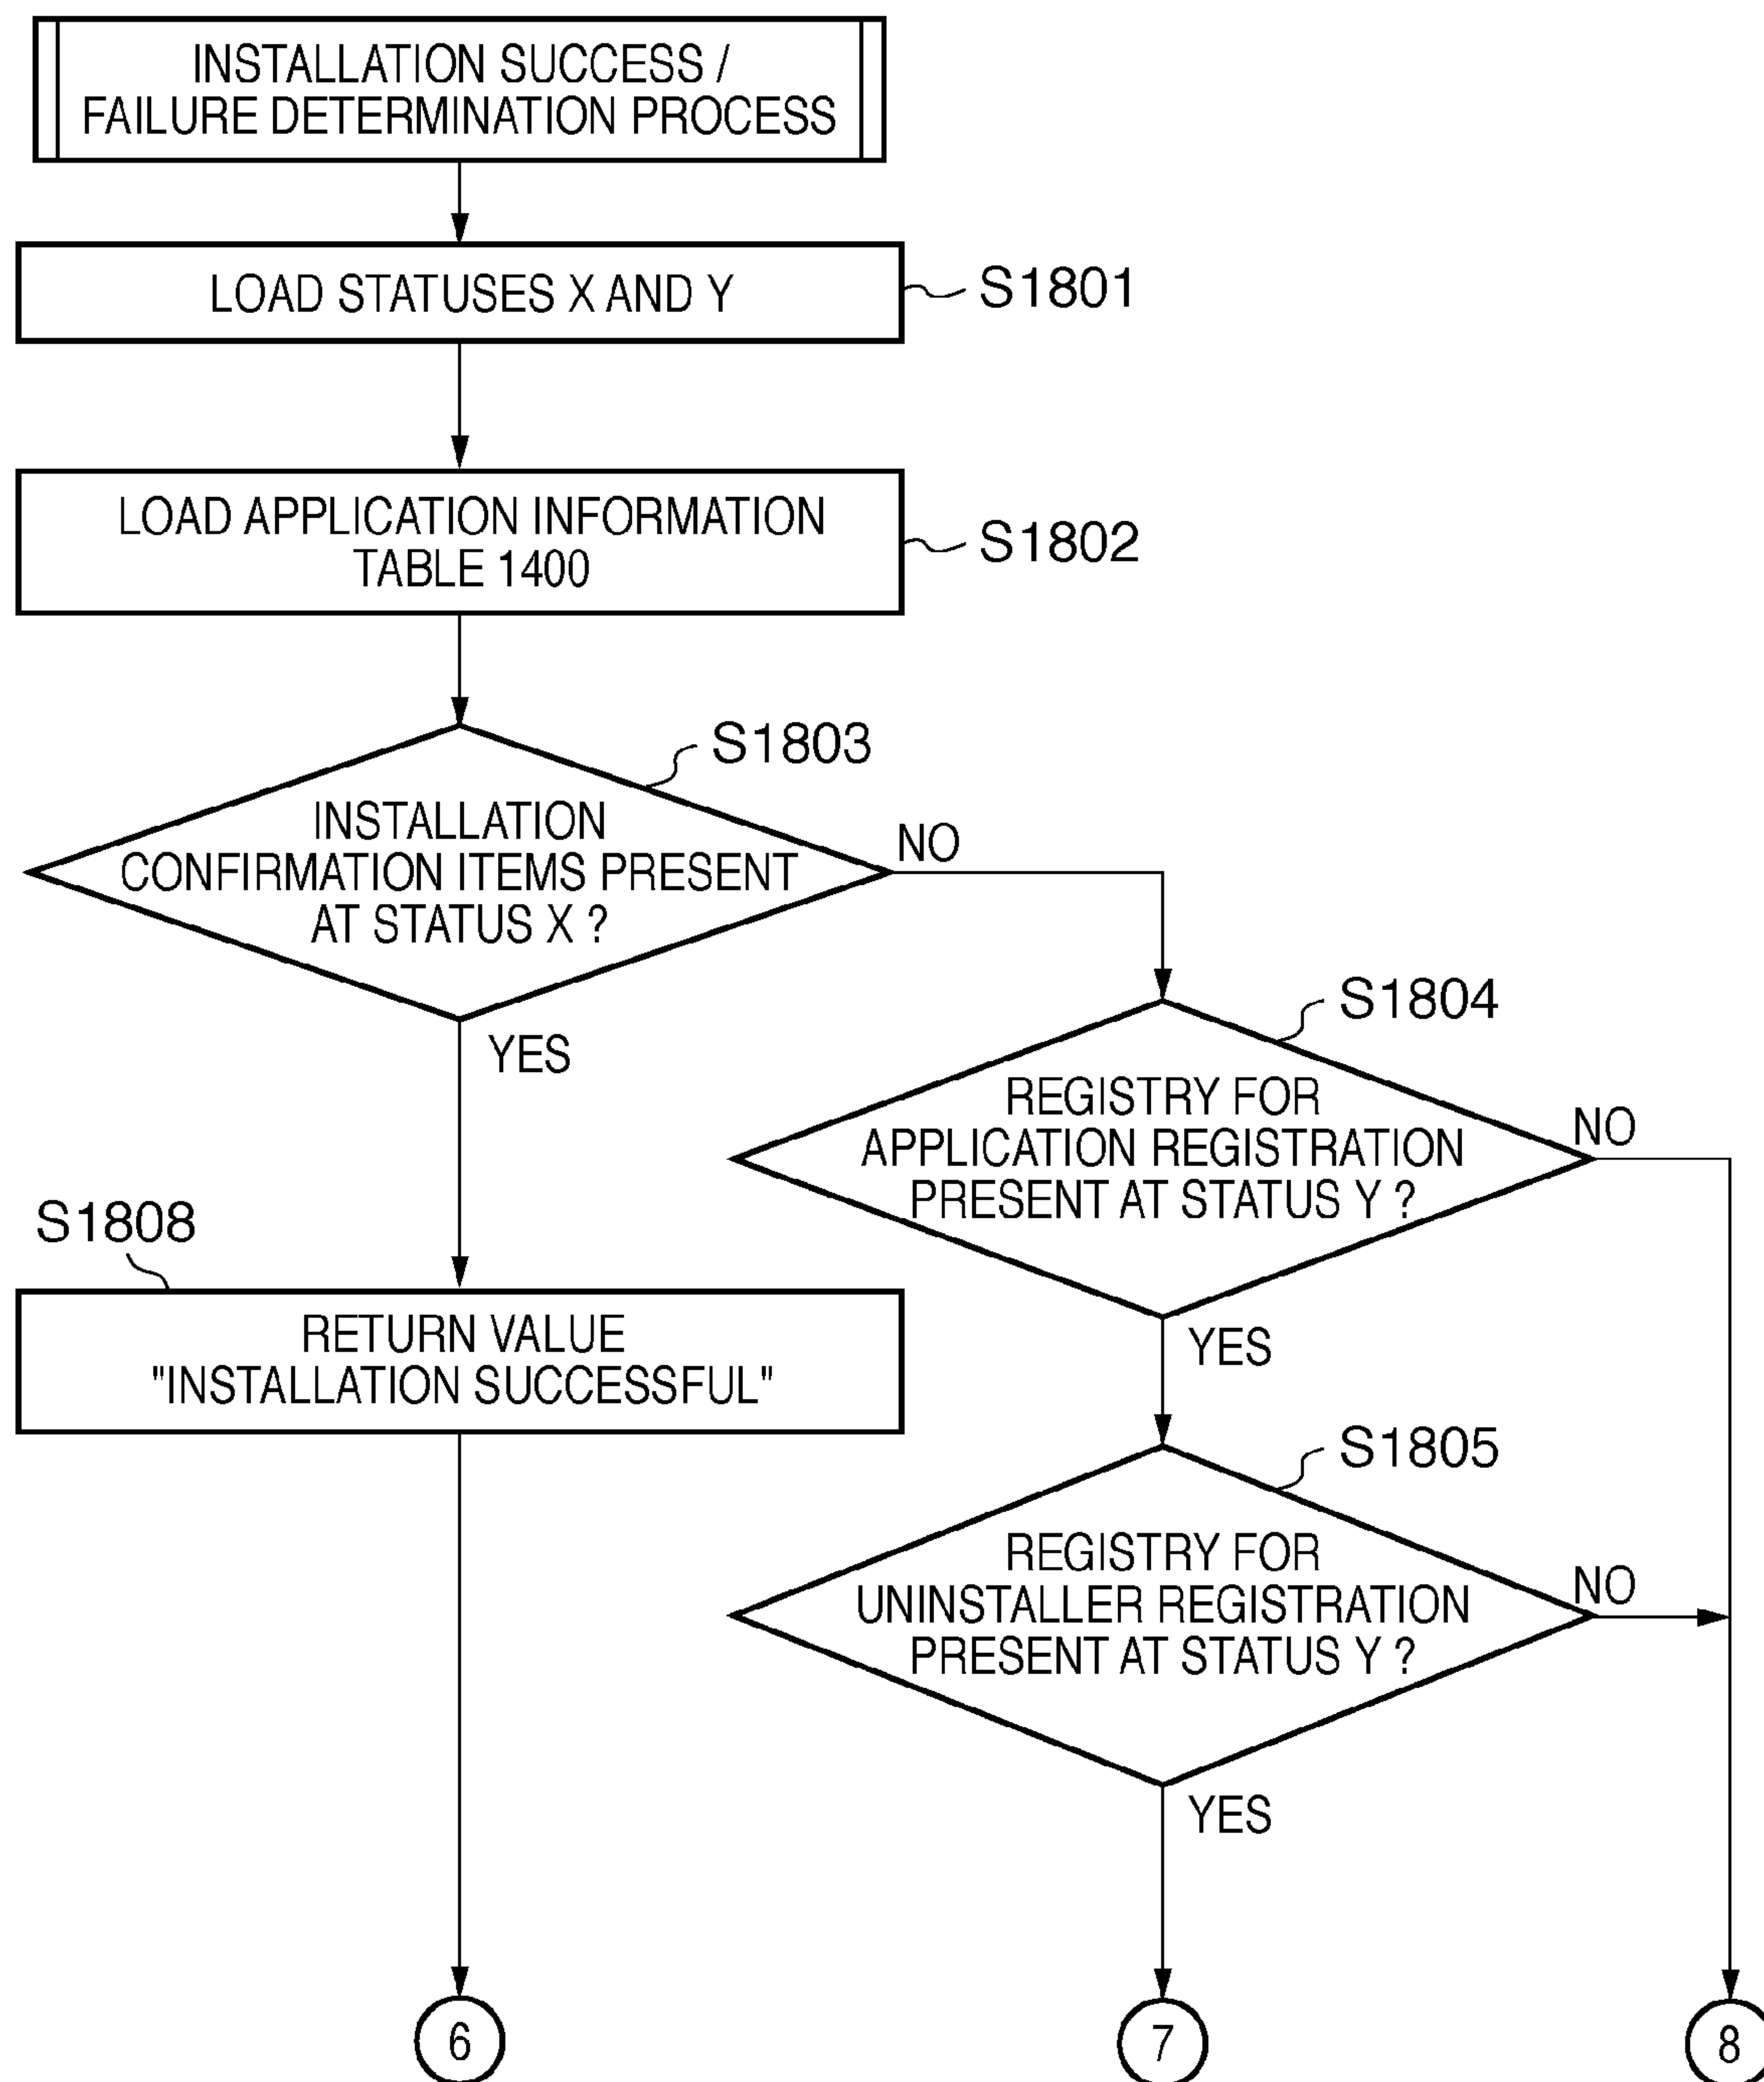 INSTALLATION SUCCESS /
FAILURE DETERMINATION PROCESS
LOAD STATUSES X AND Y
S1801
LOAD APPLICATION INFORMATION
TABLE 1400
S1802
S1803
INSTALLATION
CONFIRMATION ITEMS PRESENT
AT STATUS X ?
NO
YES
S1804
REGISTRY FOR
APPLICATION REGISTRATION
PRESENT AT STATUS Y ?
NO
YES
S1808
RETURN VALUE
"INSTALLATION SUCCESSFUL"
S1805
REGISTRY FOR
UNINSTALLER REGISTRATION
PRESENT AT STATUS Y ?
NO
YES
6
7
8